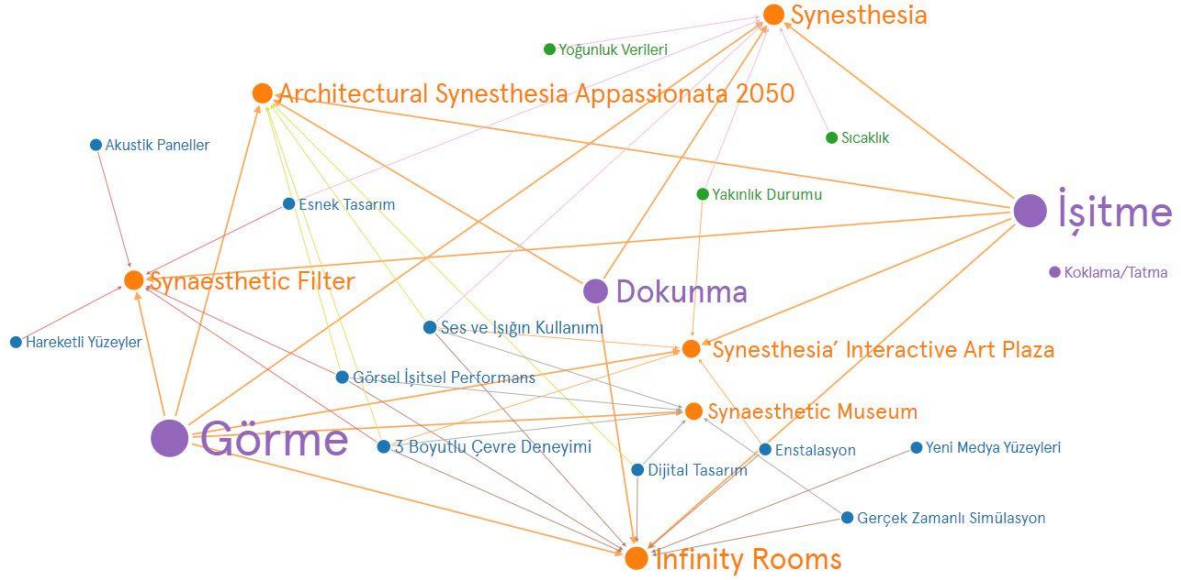 Synesthesia
Yoğunluk Verileri
Architectural Synesthesia Appassionata 2050
Sıcaklık
Akustik Paneller
Yakınlık Durumu
Esnek Tasarım
İşitme
Koklama/Tatma
Synaesthetic Filter
Dokunma
Ses ve Işığın Kullanımı
Hareketli Yüzeyler
‘Synesthesia’ Interactive Art Plaza
Görsel İşitsel Performans
Synaesthetic Museum
Görme
3 Boyutlu Çevre Deneyimi
Enstalasyon
Yeni Medya Yüzeyleri
Dijital Tasarım
Gerçek Zamanlı Simülasyon
Infinity Rooms